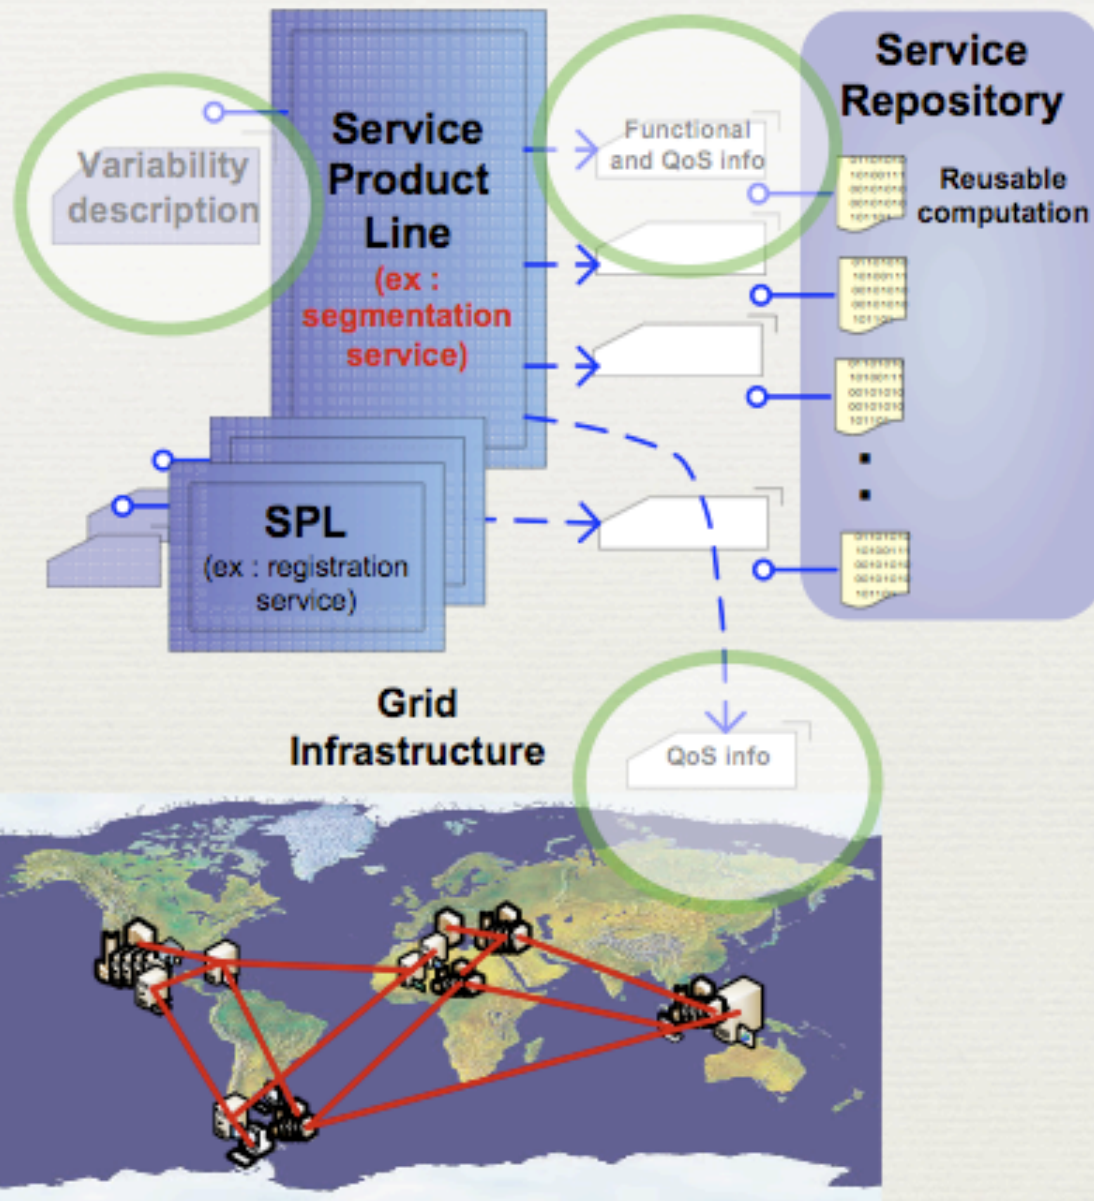 Variability
description
Service
Product
Line
(ex :
segmentation
service)
Functional
and QoS info
Service
Repository
Reusable
computation
SPL
(ex : registration
service)
Grid
Infrastructure
QoS info